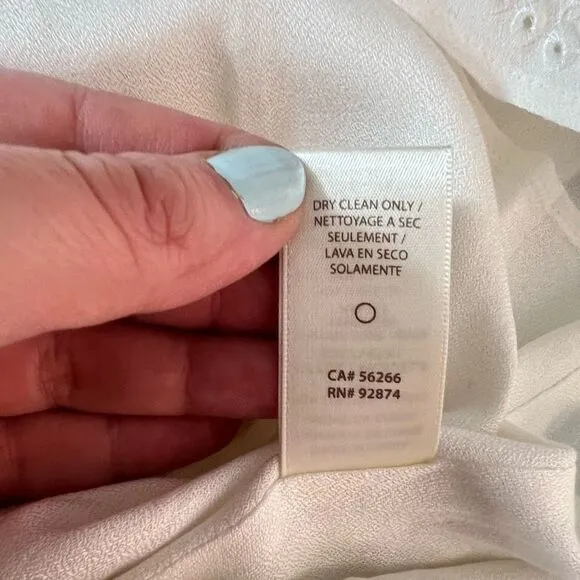 DRY CLEAN ONLY /
NETTOYAGE A SEC
SEULEMENT /
LAVA EN SECO
SOLAMENTE
CA# 56266
RN# 92874